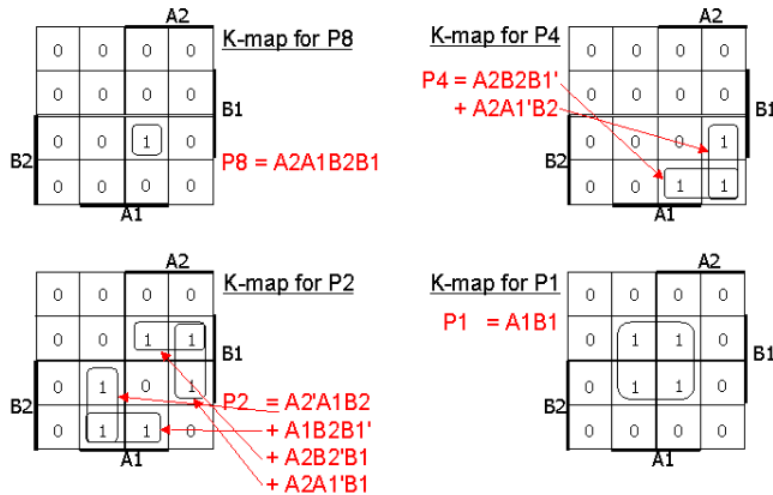 A2
K-map for P8
0 0 0 0
0 0 0 0
B1
0 0 1 0
B2
P8 = A2A1B2B1
0 0 0 0
A1
A2
K-map for P4
0 0 0 0
P4 = A2B2B1'
0 0 0 0
B1
+ A2A1'B2
0 0 0 1
B2
0 0 1 1
A1
A2
K-map for P2
0 0 0 0
0 0 1 1
B1
0 1 0 1
B2
P2 = A2'A1B2
0 1 1 0
+ A1B2B1'
A1
+ A2B2'B1
+ A2A1'B1
A2
K-map for P1
0 0 0 0
P1 = A1B1
0 1 1 0
B1
0 1 1 0
B2
0 0 0 0
A1